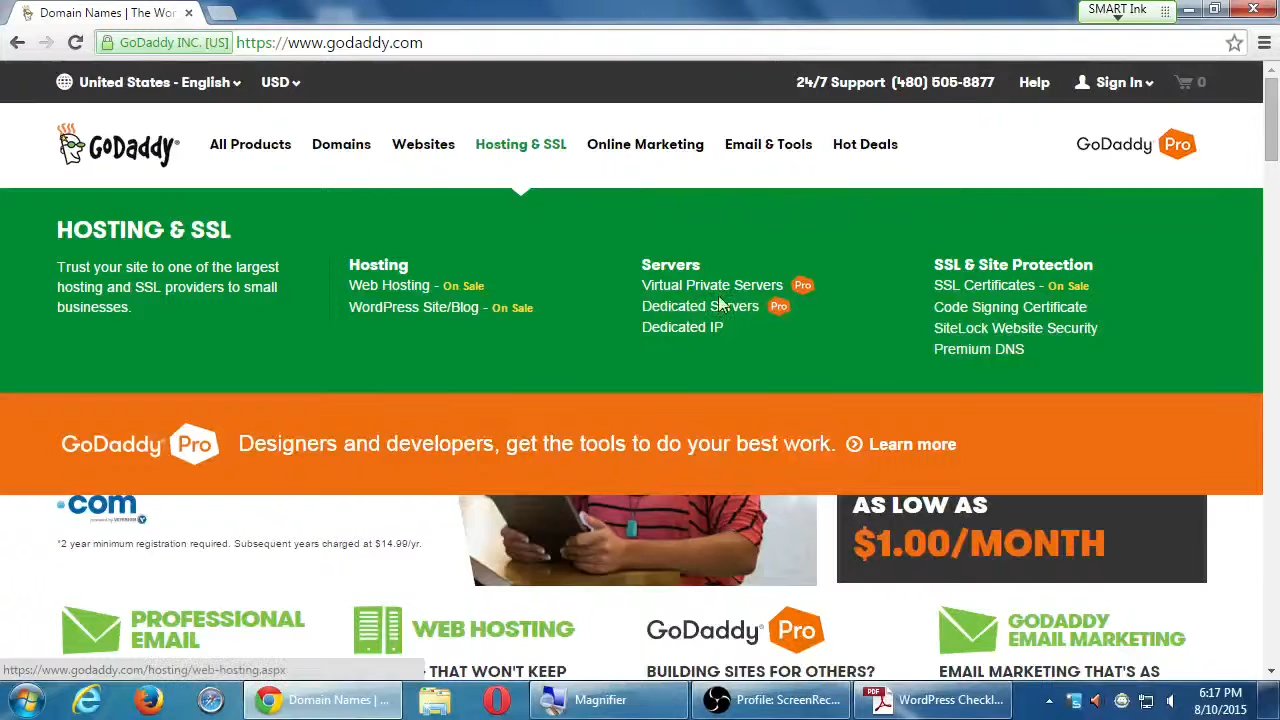 Domain Names | The Wor
SMART Ink
GoDaddy INC. [US]
https://www.godaddy.com
United States - English
USD
24/7 Support (480) 505-8877
Help
Sign In
0
GoDaddy
All Products
Domains
Websites
Hosting & SSL
Online Marketing
Email & Tools
Hot Deals
GoDaddy Pro
HOSTING & SSL
Trust your site to one of the largest
hosting and SSL providers to small
businesses.
Hosting
Web Hosting - On Sale
WordPress Site/Blog - On Sale
Servers
Virtual Private Servers Pro
Dedicated Servers Pro
Dedicated IP
SSL & Site Protection
SSL Certificates - On Sale
Code Signing Certificate
SiteLock Website Security
Premium DNS
GoDaddy Pro
Designers and developers, get the tools to do your best work.
Learn more
.com
powered by VERISIGN
*2 year minimum registration required. Subsequent years charged at $14.99/yr.
AS LOW AS
$1.00/MONTH
PROFESSIONAL
EMAIL
WEB HOSTING
THAT WON'T KEEP
GoDaddy Pro
BUILDING SITES FOR OTHERS?
GODADDY
EMAIL MARKETING
EMAIL MARKETING THAT'S AS
https://www.godaddy.com/hosting/web-hosting.aspx
Domain Names | ...
Magnifier
Profile: ScreenRec...
PDF
WordPress Checkl...
6:17 PM
8/10/2015